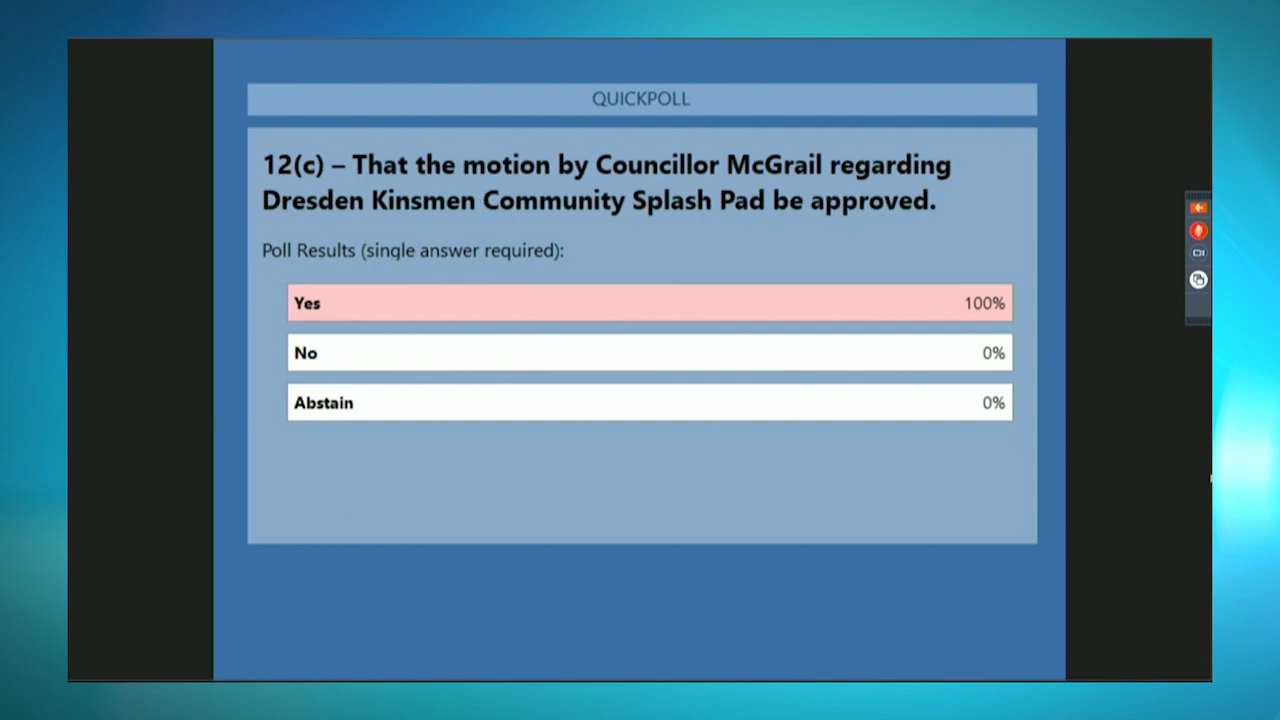 QUICKPOLL
12(c) – That the motion by Councillor McGrail regarding
Dresden Kinsmen Community Splash Pad be approved.
Poll Results (single answer required):
Yes 100%
No 0%
Abstain 0%